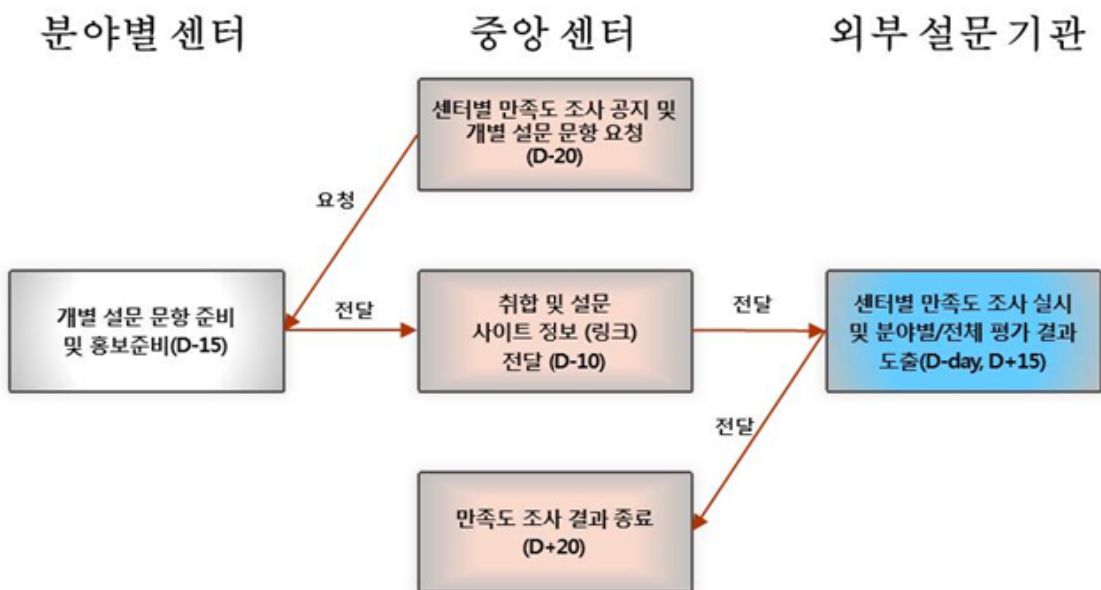 분야별 센터
중앙 센터
외부 설문 기관
센터별 만족도 조사 공지 및
개별 설문 문항 요청
(D-20)
요청
개별 설문 문항 준비
및 홍보준비(D-15)
전달
취합 및 설문
사이트 정보 (링크)
전달 (D-10)
전달
센터별 만족도 조사 실시
및 분야별/전체 평가 결과
도출(D-day, D+15)
전달
만족도 조사 결과 종료
(D+20)